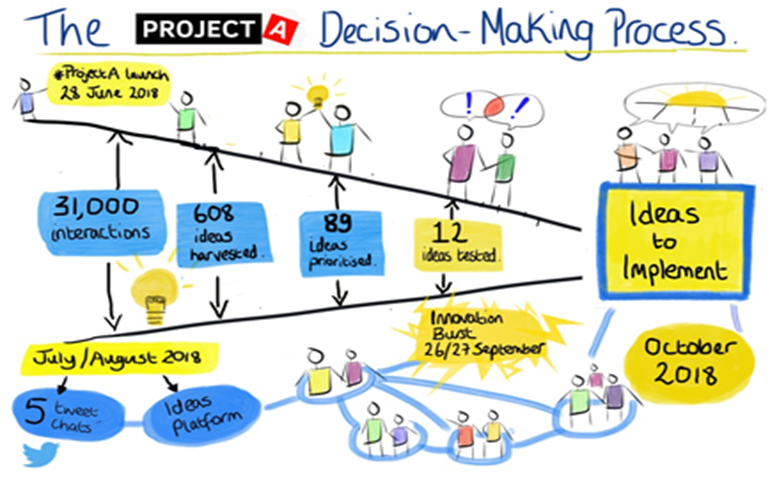 The PROJECT A Decision-Making Process.
#ProjectA launch
28 June 2018
31,000
interactions
608
ideas
harvested.
89
ideas
prioritised.
12
ideas tested.
! !
Ideas
to
Implement
July/August 2018
Innovation
Burst
26/27 September
October
2018
5 tweet
chats
Ideas
Platform